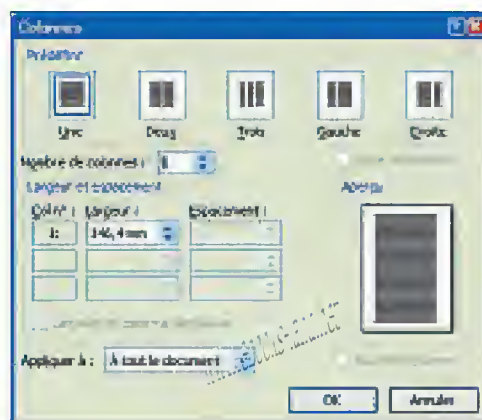 Colonnes
Prédéfinir
Une Deux Trois Gauche Droite
Nombre de colonnes :
Largeur et espacement Aperçu
Col n° : Largeur : Espacement :
1: 146,4 mm
Appliquer à : À tout le document
OK Annuler